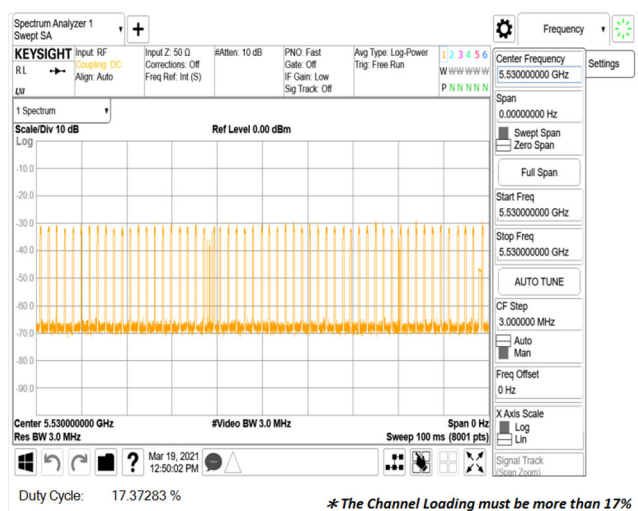 Spectrum Analyzer 1
Swept SA
Frequency
KEYSIGHT
Input: RF
Coupling: DC
Align: Auto
Input Z: 50 Ω
Corrections: Off
Freq Ref: Int (S)
#Atten: 10 dB
PNO: Fast
Gate: Off
IF Gain: Low
Sig Track: Off
Avg Type: Log-Power
Trig: Free Run
1 2 3 4 5 6
W W W W W W
P N N N N N
R L
LXI
Center Frequency
5.530000000 GHz
Settings
Span
0.00000000 Hz
Swept Span
Zero Span
Full Span
Start Freq
5.530000000 GHz
Stop Freq
5.530000000 GHz
AUTO TUNE
CF Step
3.000000 MHz
Auto
Man
Freq Offset
0 Hz
X Axis Scale
Log
Lin
Signal Track
(Span Zoom)
1 Spectrum
Scale/Div 10 dB
Ref Level 0.00 dBm
Log
-10.0
-20.0
-30.0
-40.0
-50.0
-60.0
-70.0
-80.0
-90.0
Center 5.530000000 GHz
#Video BW 3.0 MHz
Span 0 Hz
Res BW 3.0 MHz
Sweep 100 ms (8001 pts)
?
Mar 19, 2021
12:50:02 PM
Duty Cycle: 17.37283 %
* The Channel Loading must be more than 17%